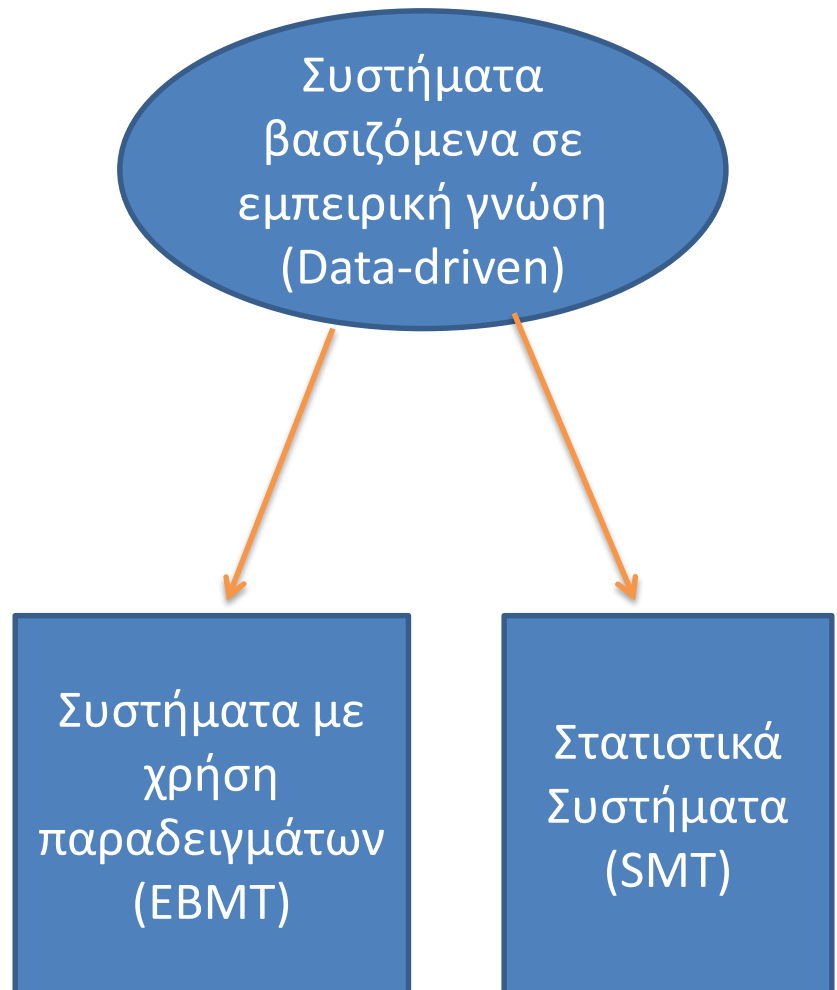 Συστήματα
βασιζόμενα σε
εμπειρική γνώση
(Data-driven)
Συστήματα με
χρήση
παραδειγμάτων
(EBMT)
Στατιστικά
Συστήματα
(SMT)